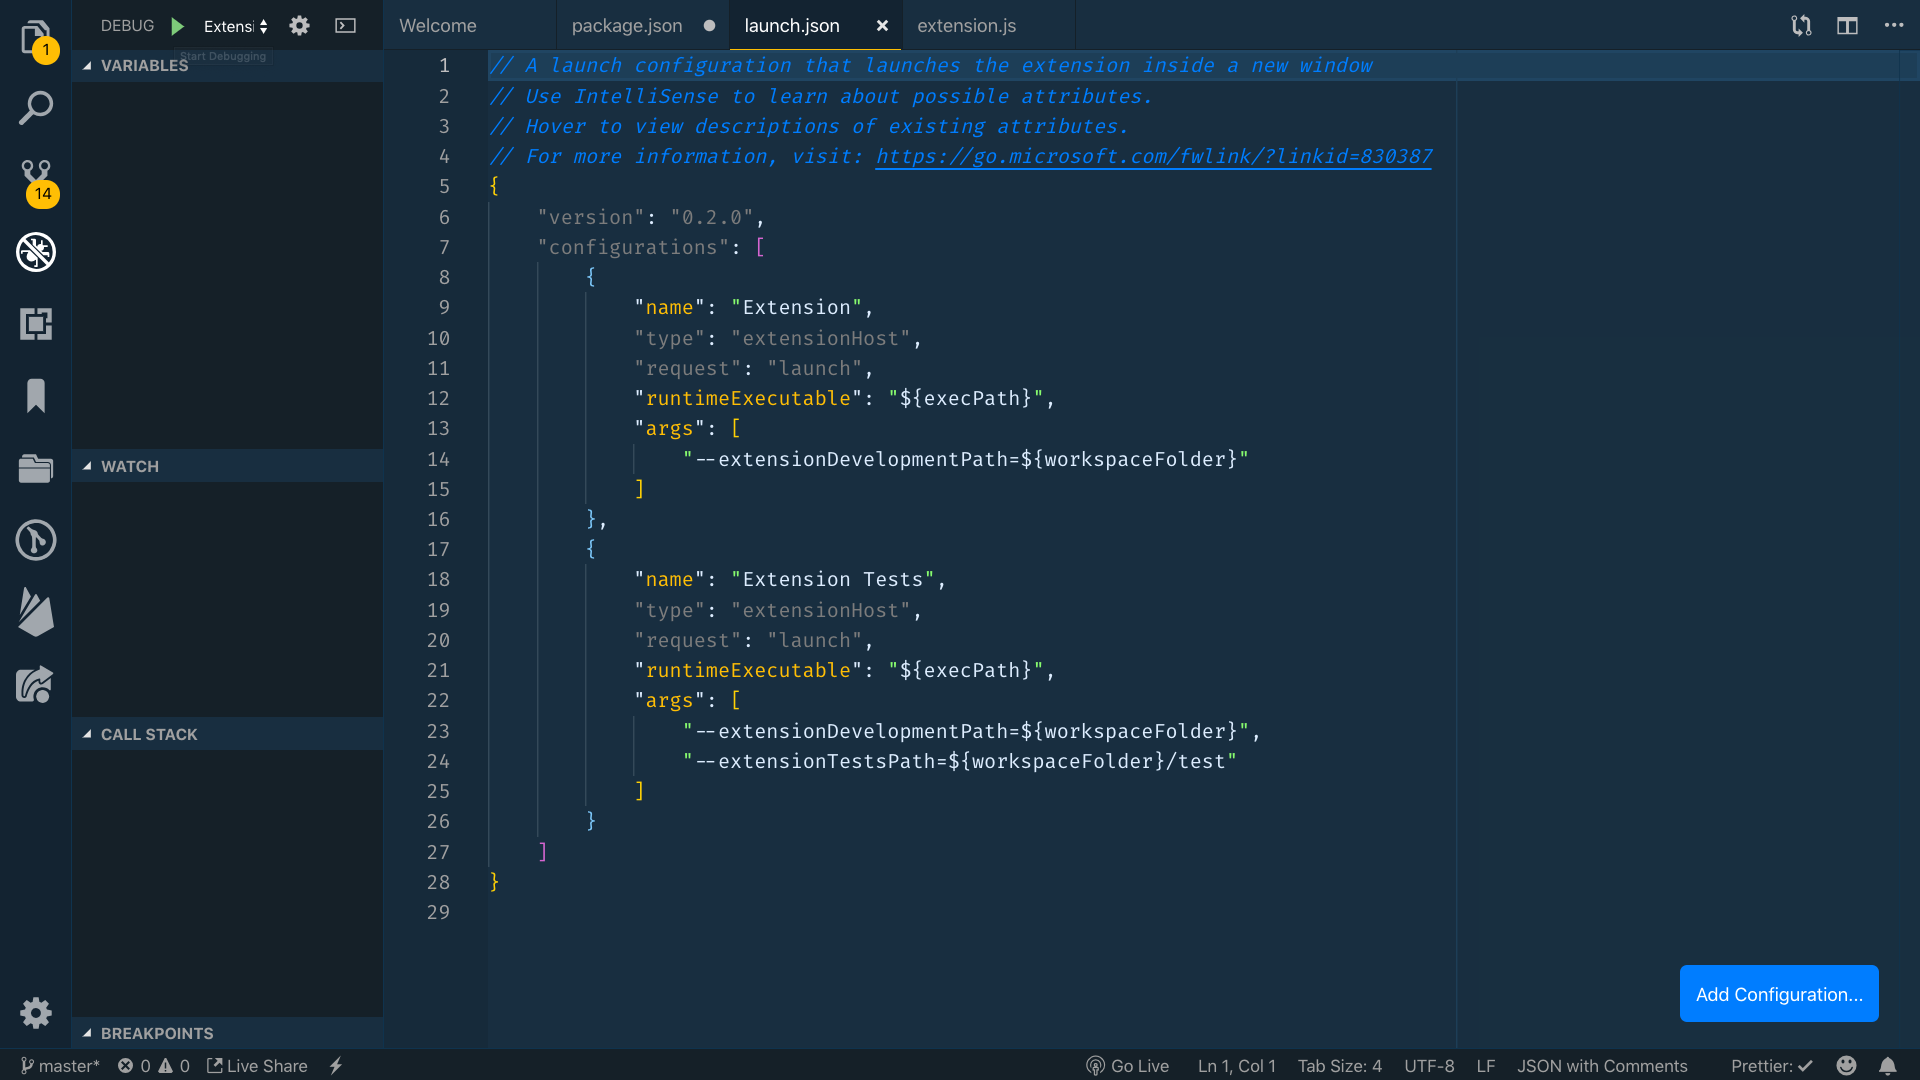 DEBUG Extensi
Start Debugging
1
14
VARIABLES
WATCH
CALL STACK
BREAKPOINTS
Welcome package.json launch.json extension.js
1 // A launch configuration that launches the extension inside a new window
2 // Use IntelliSense to learn about possible attributes.
3 // Hover to view descriptions of existing attributes.
4 // For more information, visit: https://go.microsoft.com/fwlink/?linkid=830387
5 {
6 "version": "0.2.0",
7 "configurations": [
8 {
9 "name": "Extension",
10 "type": "extensionHost",
11 "request": "launch",
12 "runtimeExecutable": "${execPath}",
13 "args": [
14 "--extensionDevelopmentPath=${workspaceFolder}"
15 ]
16 },
17 {
18 "name": "Extension Tests",
19 "type": "extensionHost",
20 "request": "launch",
21 "runtimeExecutable": "${execPath}",
22 "args": [
23 "--extensionDevelopmentPath=${workspaceFolder}",
24 "--extensionTestsPath=${workspaceFolder}/test"
25 ]
26 }
27 ]
28 }
29
Add Configuration...
master* 0 0 Live Share Go Live Ln 1, Col 1 Tab Size: 4 UTF-8 LF JSON with Comments Prettier: ✓